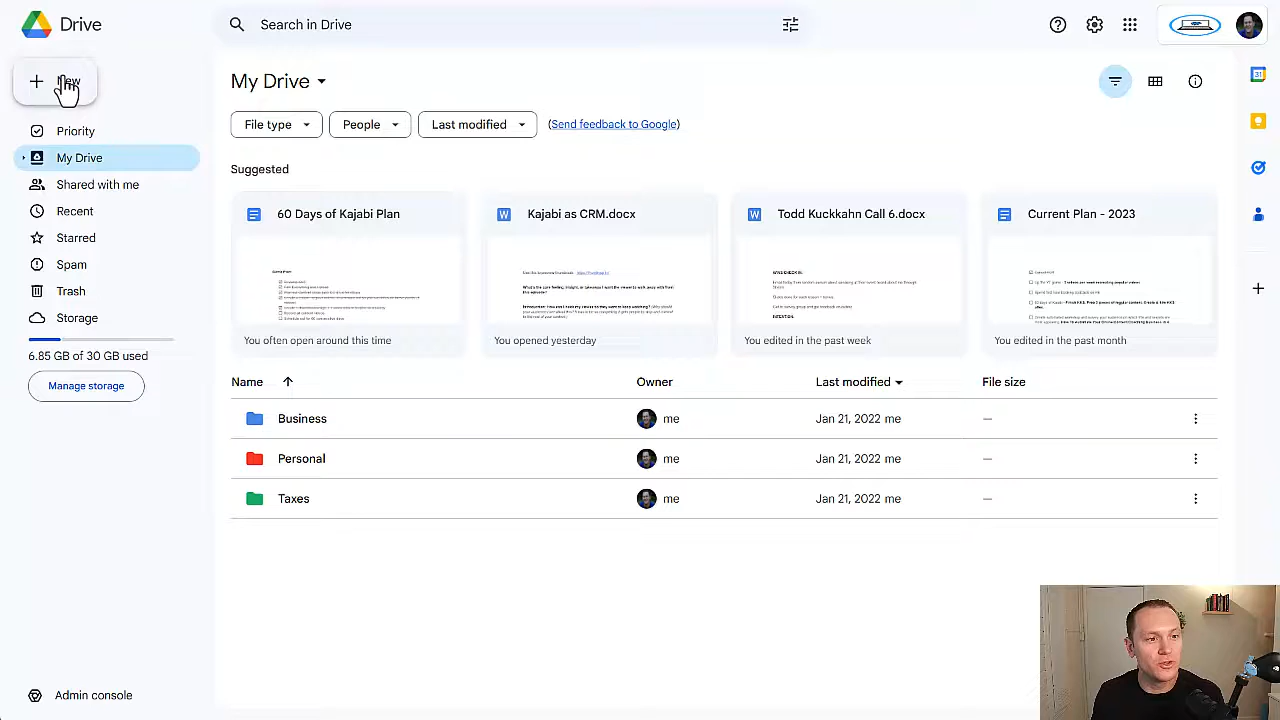 Drive
Search in Drive
New
Priority
My Drive
Shared with me
Recent
Starred
Spam
Trash
Storage
6.85 GB of 30 GB used
Manage storage
Admin console
My Drive
File type
People
Last modified
(Send feedback to Google)
Suggested
60 Days of Kajabi Plan
You often open around this time
Kajabi as CRM.docx
You opened yesterday
Todd Kuckkahn Call 6.docx
You edited in the past week
Current Plan - 2023
You edited in the past month
Name Owner Last modified File size
Business me Jan 21, 2022 me —
Personal me Jan 21, 2022 me —
Taxes me Jan 21, 2022 me —
31